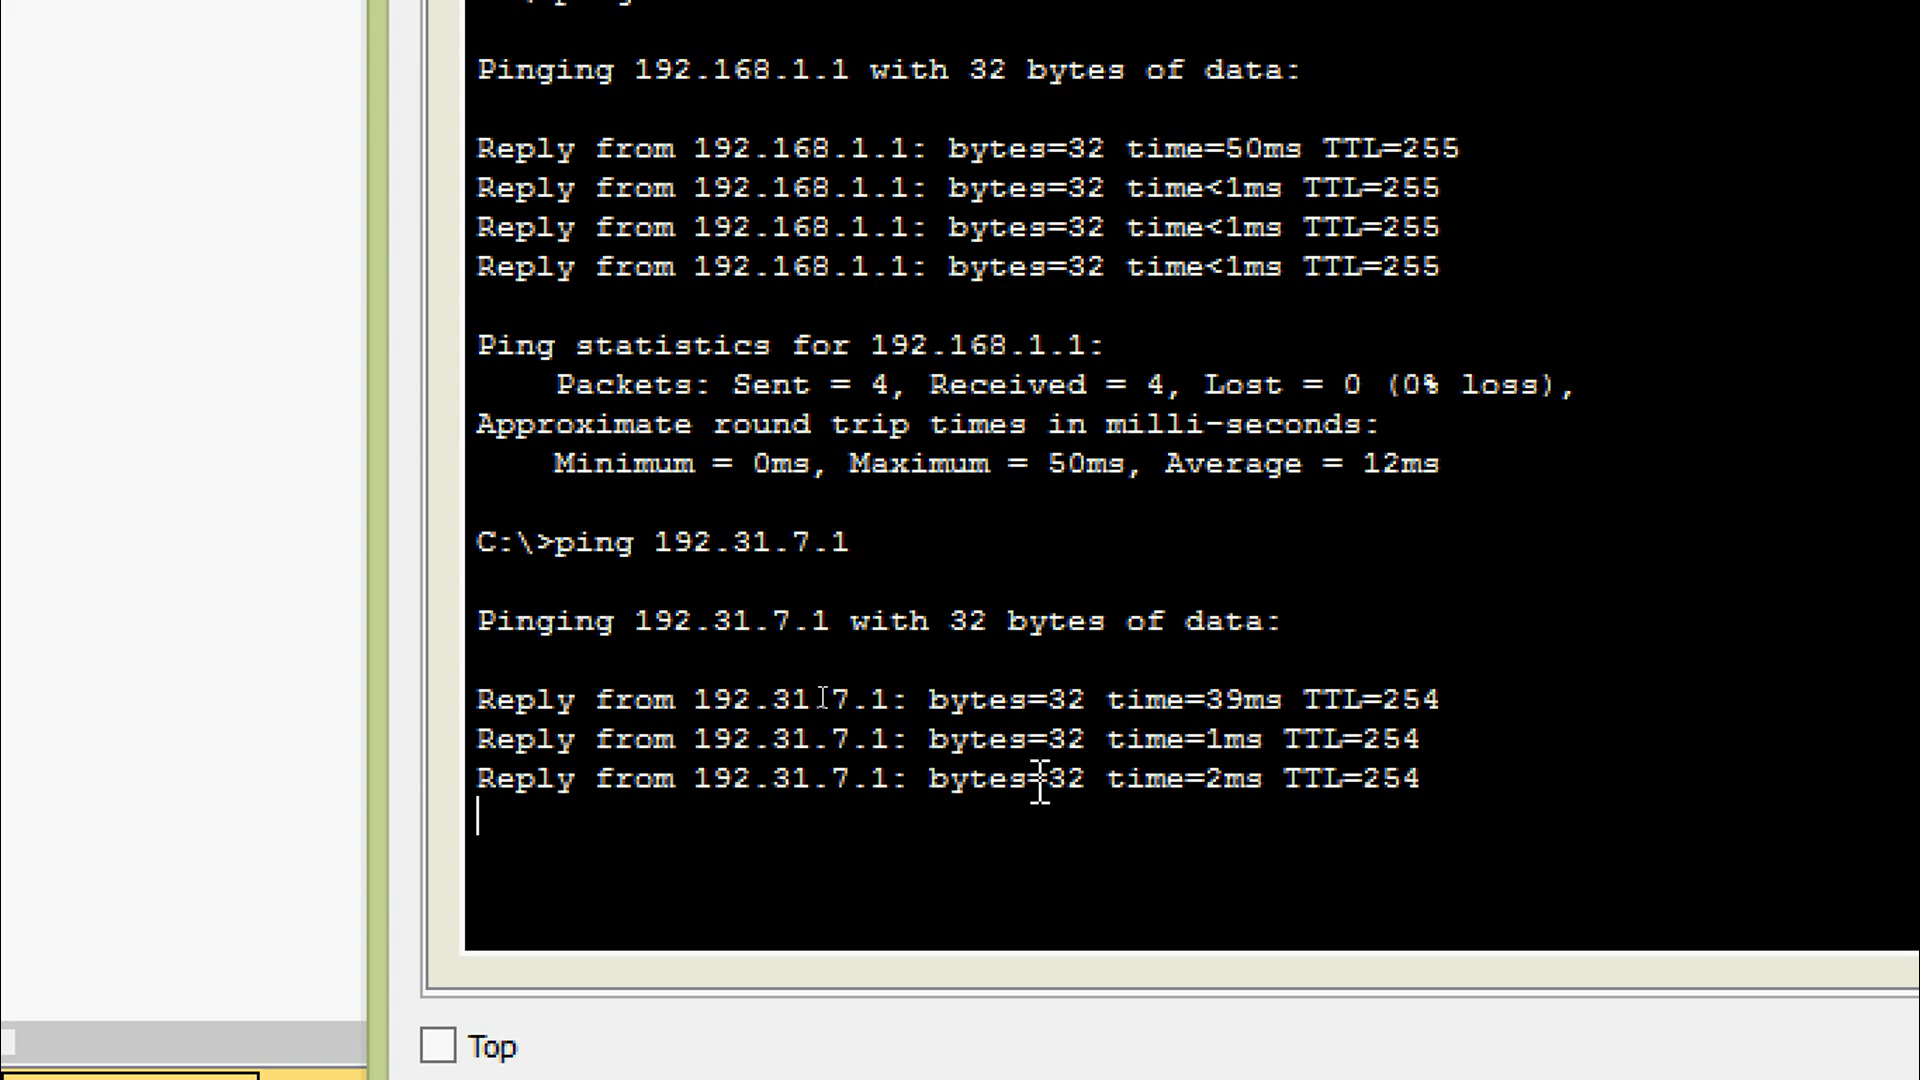 Pinging 192.168.1.1 with 32 bytes of data:
Reply from 192.168.1.1: bytes=32 time=50ms TTL=255
Reply from 192.168.1.1: bytes=32 time<1ms TTL=255
Reply from 192.168.1.1: bytes=32 time<1ms TTL=255
Reply from 192.168.1.1: bytes=32 time<1ms TTL=255
Ping statistics for 192.168.1.1:
Packets: Sent = 4, Received = 4, Lost = 0 (0% loss),
Approximate round trip times in milli-seconds:
Minimum = 0ms, Maximum = 50ms, Average = 12ms
C:\>ping 192.31.7.1
Pinging 192.31.7.1 with 32 bytes of data:
Reply from 192.31.7.1: bytes=32 time=39ms TTL=254
Reply from 192.31.7.1: bytes=32 time=1ms TTL=254
Reply from 192.31.7.1: bytes=32 time=2ms TTL=254
Top